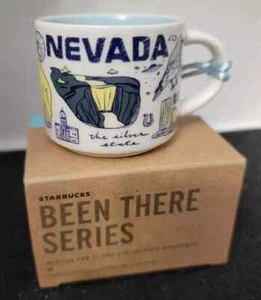 NEVADA
the silver
state
STARBUCKS
BEEN THERE
SERIES